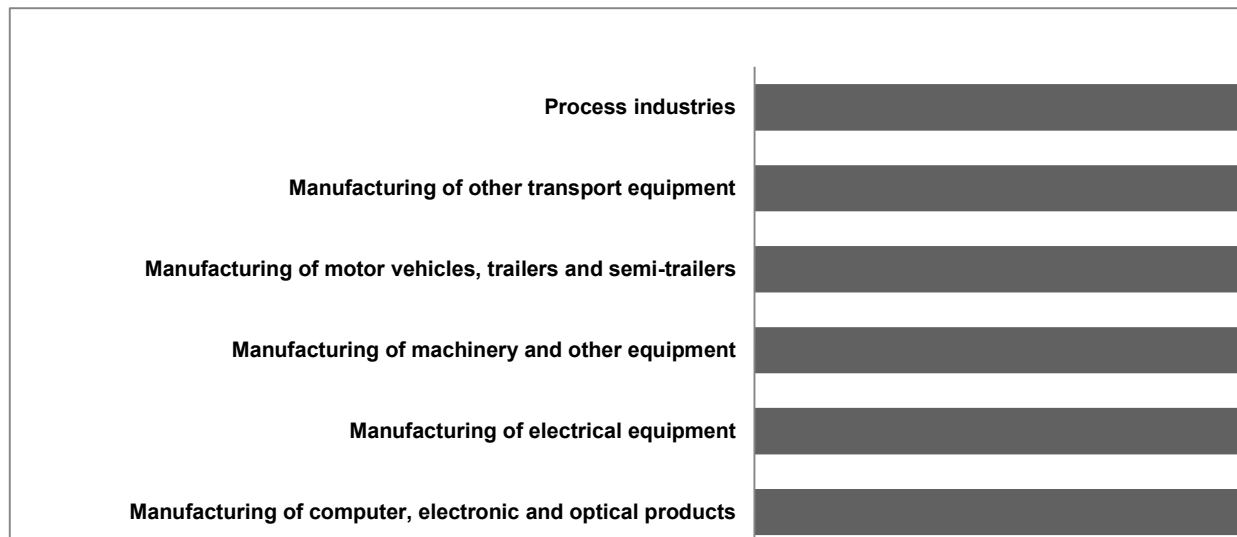 Process industries
Manufacturing of other transport equipment
Manufacturing of motor vehicles, trailers and semi-trailers
Manufacturing of machinery and other equipment
Manufacturing of electrical equipment
Manufacturing of computer, electronic and optical products